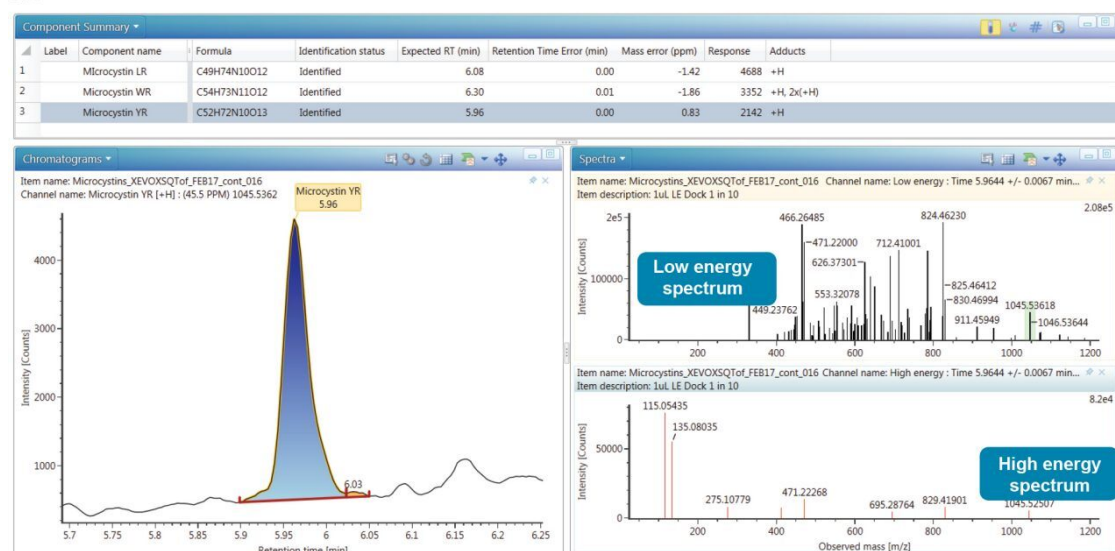 Component Summary
Label Component name Formula Identification status Expected RT (min) Retention Time Error (min) Mass error (ppm) Response Adducts
1 MIcrocystin LR C49H74N10O12 Identified 6.08 0.00 -1.42 4688 +H
2 Microcystin WR C54H73N11O12 Identified 6.30 0.01 -1.86 3352 +H, 2x(+H)
3 Microcystin YR C52H72N10O13 Identified 5.96 0.00 0.83 2142 +H
Chromatograms
Item name: Microcystins_XEVOXSQTof_FEB17_cont_016
Channel name: Microcystin YR [+H] : (45.5 PPM) 1045.5362
Microcystin YR
5.96
4000
3000
2000
1000
Intensity [Counts]
6.03
5.7 5.75 5.8 5.85 5.9 5.95 6 6.05 6.1 6.15 6.2 6.25
Retention time [min]
Spectra
Item name: Microcystins_XEVOXSQTof_FEB17_cont_016 Channel name: Low energy : Time 5.9644 +/- 0.0067 min...
Item description: 1uL LE Dock 1 in 10
2.08e5
2e5
100000
0
Intensity [Counts]
Low energy
spectrum
466.26485
824.46230
471.22000
712.41001
626.37301
553.32078
449.23762
825.46412
830.46994
1045.53618
911.45949
1046.53644
200 400 600 800 1000 1200
Item name: Microcystins_XEVOXSQTof_FEB17_cont_016 Channel name: High energy : Time 5.9644 +/- 0.0067 min...
Item description: 1uL LE Dock 1 in 10
8.2e4
50000
0
Intensity [Counts]
115.05435
135.08035
275.10779
471.22268
695.28764
829.41901
1045.52507
High energy
spectrum
200 400 600 800 1000 1200
Observed mass [m/z]